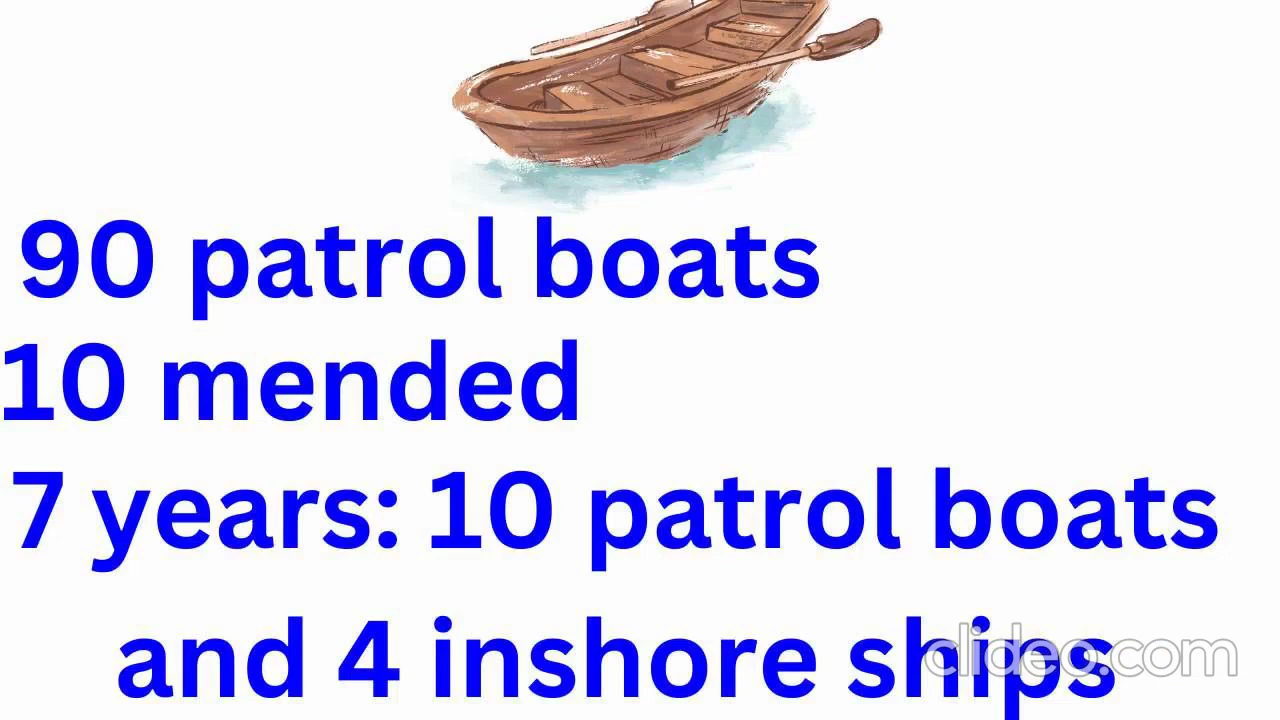 90 patrol boats
10 mended
7 years: 10 patrol boats
and 4 inshore ships
clideo.com